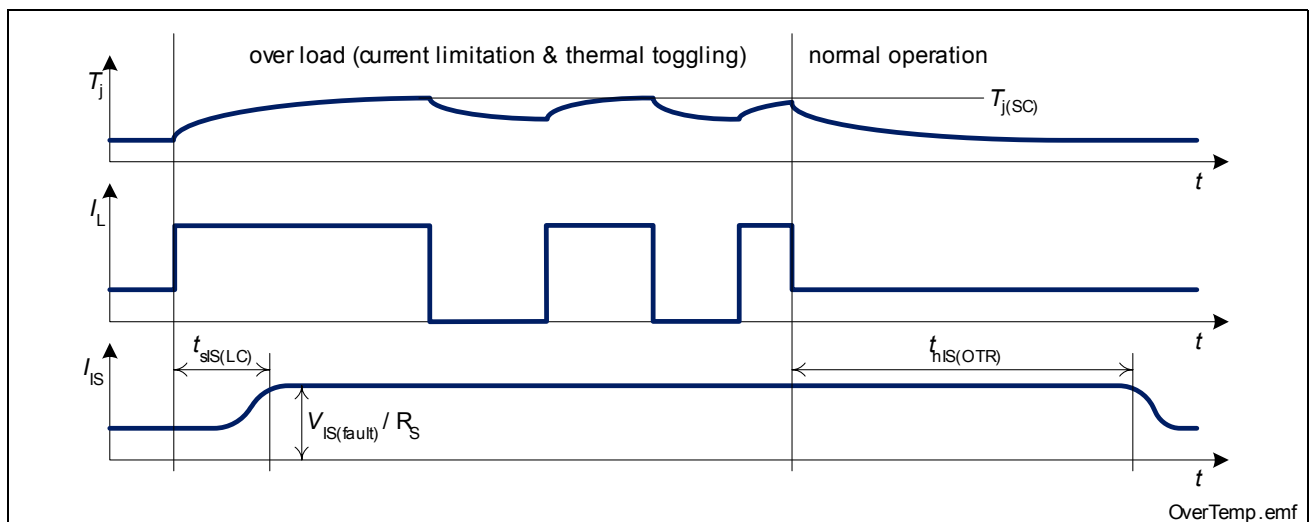 over load (current limitation & thermal toggling) normal operation
Tj
Tj(SC)
t
IL
t
tsIS(LC) thIS(OTR)
IIS
VIS(fault) / RS
t
OverTemp.emf